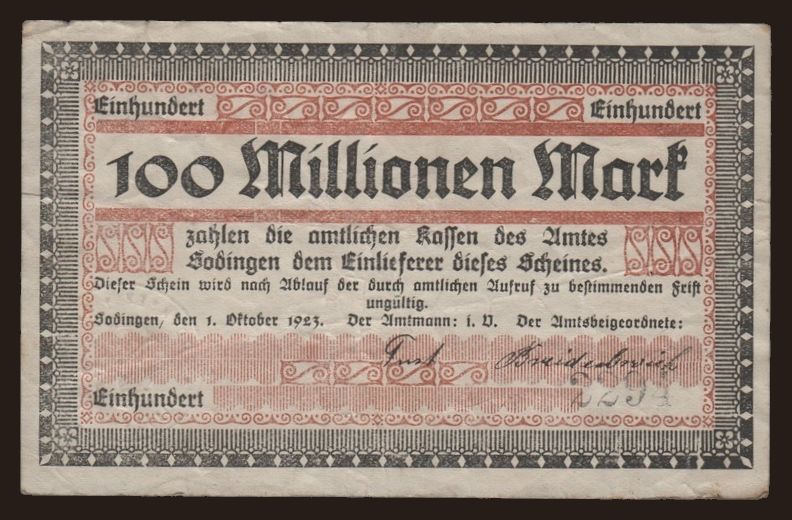 Einhundert Einhundert
100 Millionen Mark
zahlen die amtlichen Kassen des Amtes
Sodingen dem Einlieferer dieses Scheines.
Dieser Schein wird nach Ablauf der durch amtlichen Aufruf zu bestimmenden Frist
ungültig.
Sodingen, den 1. Oktober 1923. Der Amtmann: i. V. Der Amtsbeigeordnete:
Einhundert